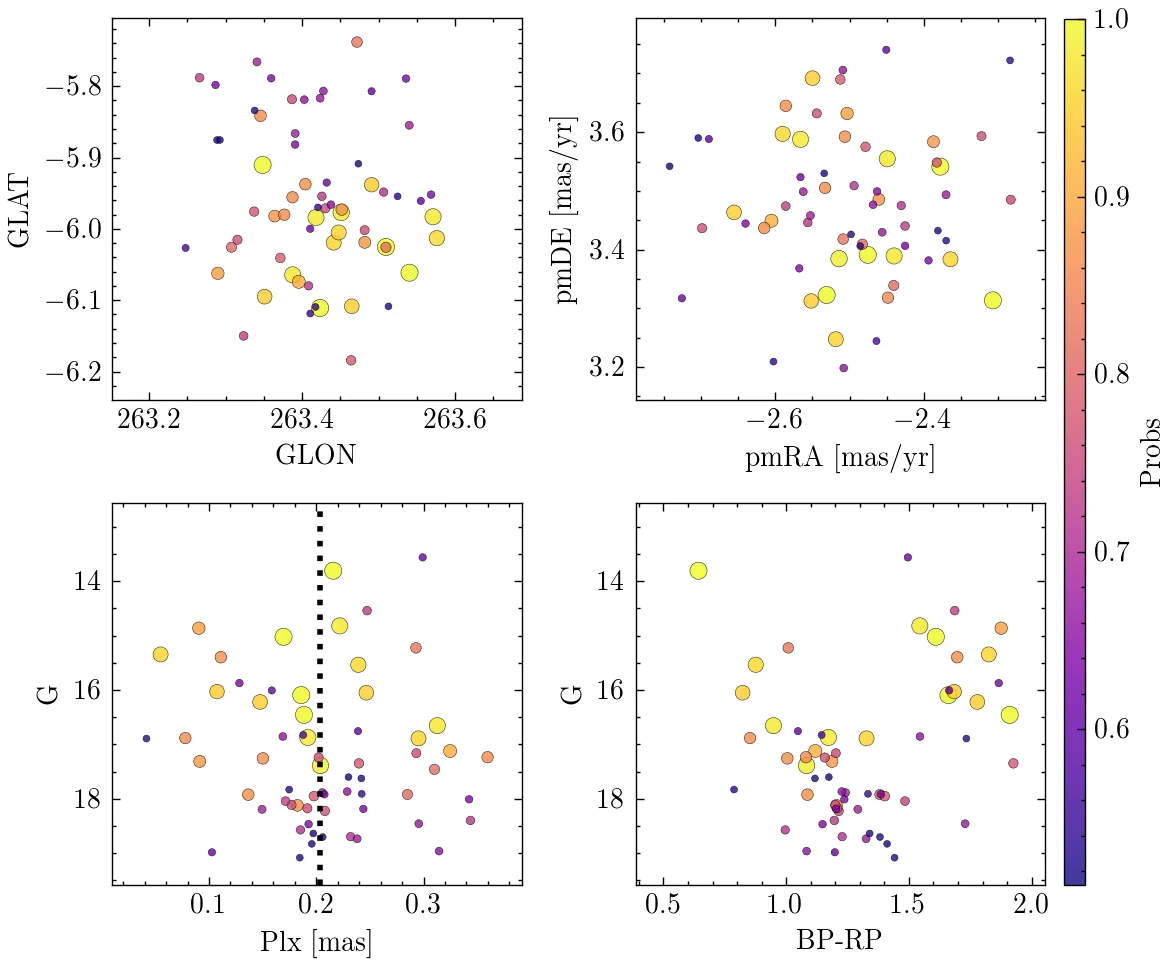 −5.8
−5.9
−6.0
−6.1
−6.2
GLAT
263.2 263.4 263.6
GLON
3.6
3.4
3.2
pmDE [mas/yr]
−2.6 −2.4
pmRA [mas/yr]
1.0
0.9
0.8
0.7
0.6
Probs
14
16
18
G
0.1 0.2 0.3
Plx [mas]
14
16
18
G
0.5 1.0 1.5 2.0
BP-RP